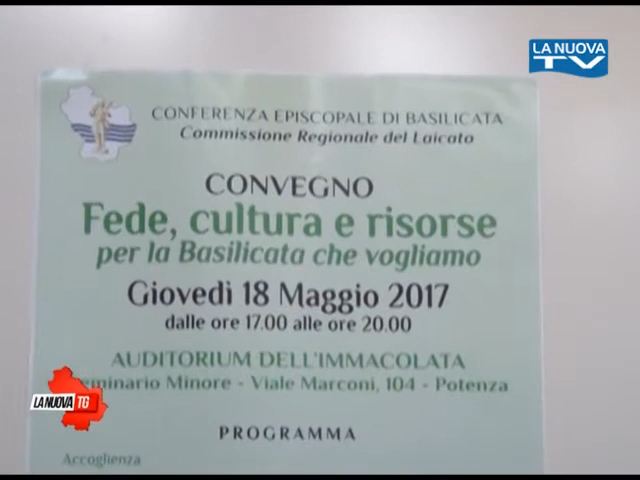 LA NUOVA
TV
CONFERENZA EPISCOPALE DI BASILICATA
Commissione Regionale del Laicato
CONVEGNO
Fede, cultura e risorse
per la Basilicata che vogliamo
Giovedì 18 Maggio 2017
dalle ore 17.00 alle ore 20.00
AUDITORIUM DELL'IMMACOLATA
Minore - Viale Marconi, 104 - Potenza
LA NUOVA TG
PROGRAMMA
Accoglienza